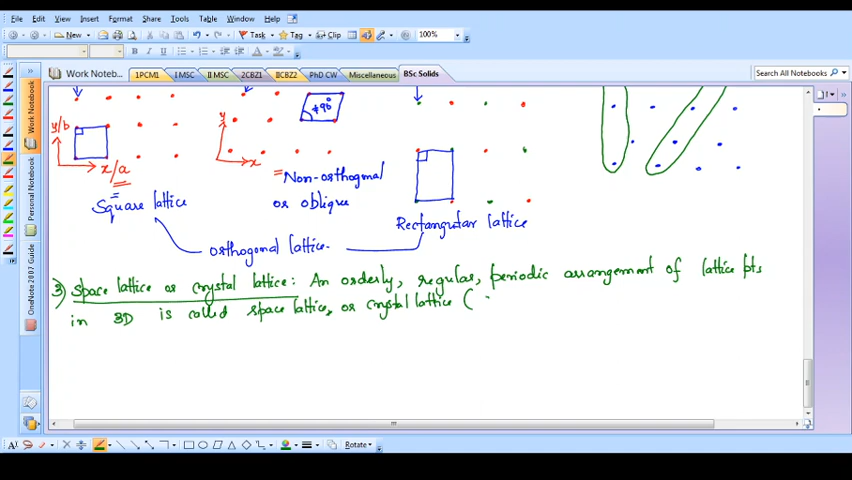 File Edit View Insert Format Share Tools Table Window Help
New Task Tag Clip 100%
B I U A
Work Noteb... 1PCM1 I MSC II MSC 2CBZ1 IICBZ2 PhD CW Miscellaneous BSc Solids Search All Notebooks
Work Notebook
Personal Notebook
OneNote 2007 Guide
≠90°
y/b
x/a
y
x
Square lattice
Non-orthogonal
or oblique
Rectangular lattice
orthogonal lattice
3) Space lattice or crystal lattice: An orderly, regular, periodic arrangement of lattice pts
in 3D is called space lattice, or crystal lattice (
Rotate